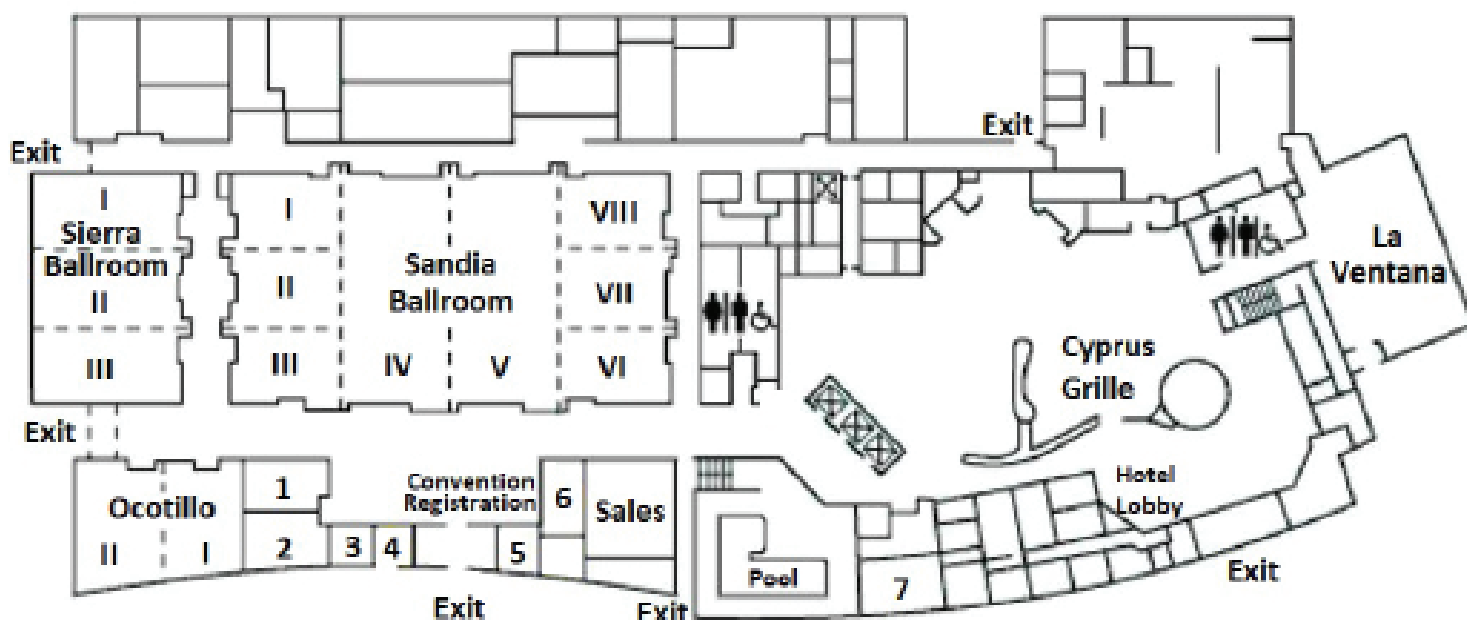 Exit
Exit
I
Sierra
Ballroom
II
III
I
II
III
Sandia
Ballroom
IV
V
VIII
VII
VI
La
Ventana
Cyprus
Grille
Exit
Ocotillo
II
I
1
2
3
4
Convention
Registration
5
6
Sales
Pool
7
Hotel
Lobby
Exit
Exit
Exit